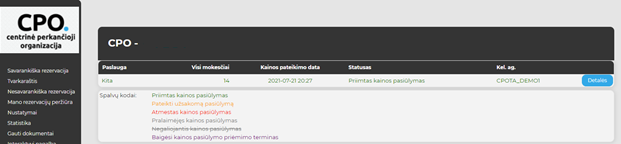 CPO.
centrinė perkančioji
organizacija
Savarankiška rezervacija
Tvarkaraštis
Nesavarankiška rezervacija
Mano rezervacijų peržiūra
Nustatymai
Statistika
Gauti dokumentai
CPO -
Paslauga Visi mokesčiai Kainos pateikimo data Statusas Kel. ag.
Kita 14 2021-07-21 20:27 Priimtas kainos pasiūlymas CPOTA_DEMO1 Detalės
Spalvų kodai: Priimtas kainos pasiūlymas
Pateikti užsakomą pasiūlymą
Atmestas kainos pasiūlymas
Pralaimėjęs kainos pasiūlymas
Negaliojantis kainos pasiūlymas
Baigėsi kainos pasiūlymo priėmimo terminas